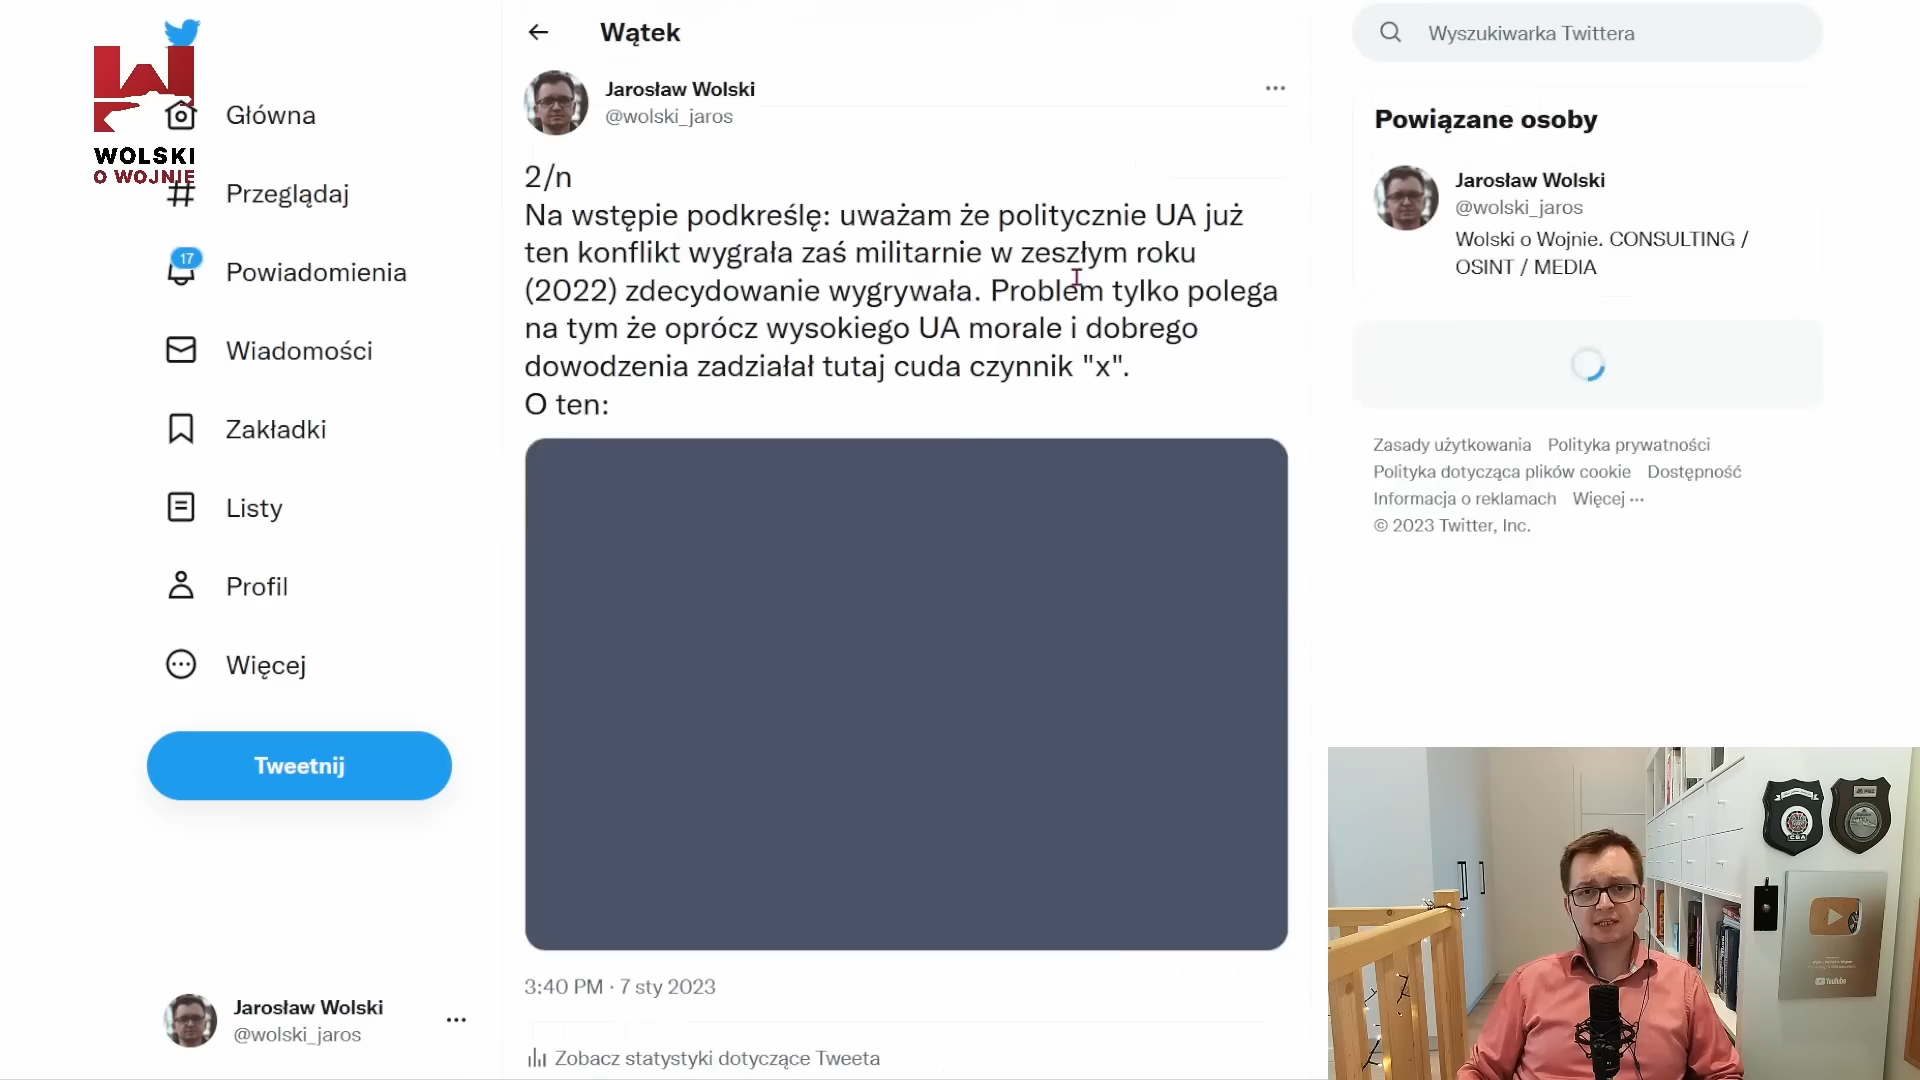 WOLSKI
O WOJNIE
Główna
Przeglądaj
17
Powiadomienia
Wiadomości
Zakładki
Listy
Profil
Więcej
Tweetnij
Jarosław Wolski
@wolski_jaros
Wątek
Jarosław Wolski
@wolski_jaros
2/n
Na wstępie podkreślę: uważam że politycznie UA już
ten konflikt wygrała zaś militarnie w zeszłym roku
(2022) zdecydowanie wygrywała. Problem tylko polega
na tym że oprócz wysokiego UA morale i dobrego
dowodzenia zadziałał tutaj cuda czynnik "x".
O ten:
3:40 PM · 7 sty 2023
Zobacz statystyki dotyczące Tweeta
Wyszukiwarka Twittera
Powiązane osoby
Jarosław Wolski
@wolski_jaros
Wolski o Wojnie. CONSULTING /
OSINT / MEDIA
Zasady użytkowania Polityka prywatności
Polityka dotycząca plików cookie Dostępność
Informacja o reklamach Więcej ···
© 2023 Twitter, Inc.
YouTube